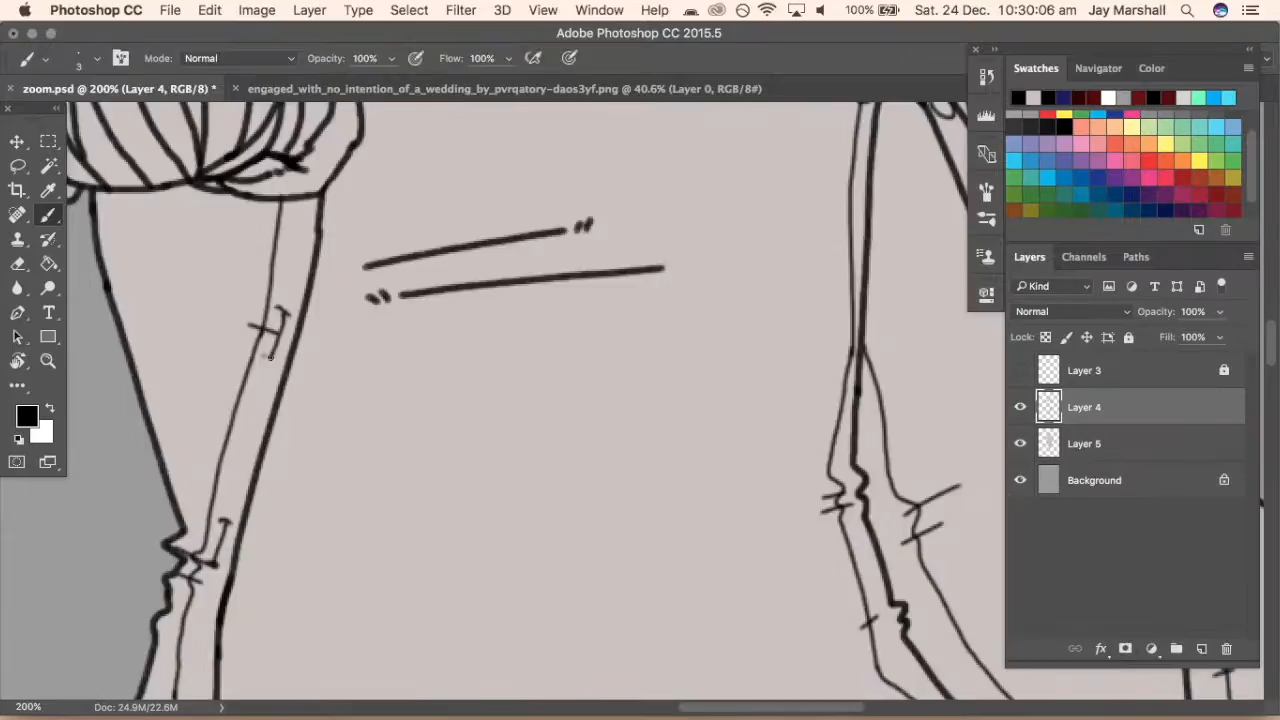 Photoshop CC File Edit Image Layer Type Select Filter 3D View Window Help 100% Sat. 24 Dec. 10:30:06 am Jay Marshall
Adobe Photoshop CC 2015.5
3 Mode: Normal Opacity: 100% Flow: 100%
zoom.psd @ 200% (Layer 4, RGB/8) * engaged_with_no_intention_of_a_wedding_by_pvrqatory-daos3yf.png @ 40.6% (Layer 0, RGB/8#)
Swatches Navigator Color
Layers Channels Paths
Kind
Normal Opacity: 100%
Lock: Fill: 100%
Layer 3
Layer 4
Layer 5
Background
fx
200% Doc: 24.9M/22.6M